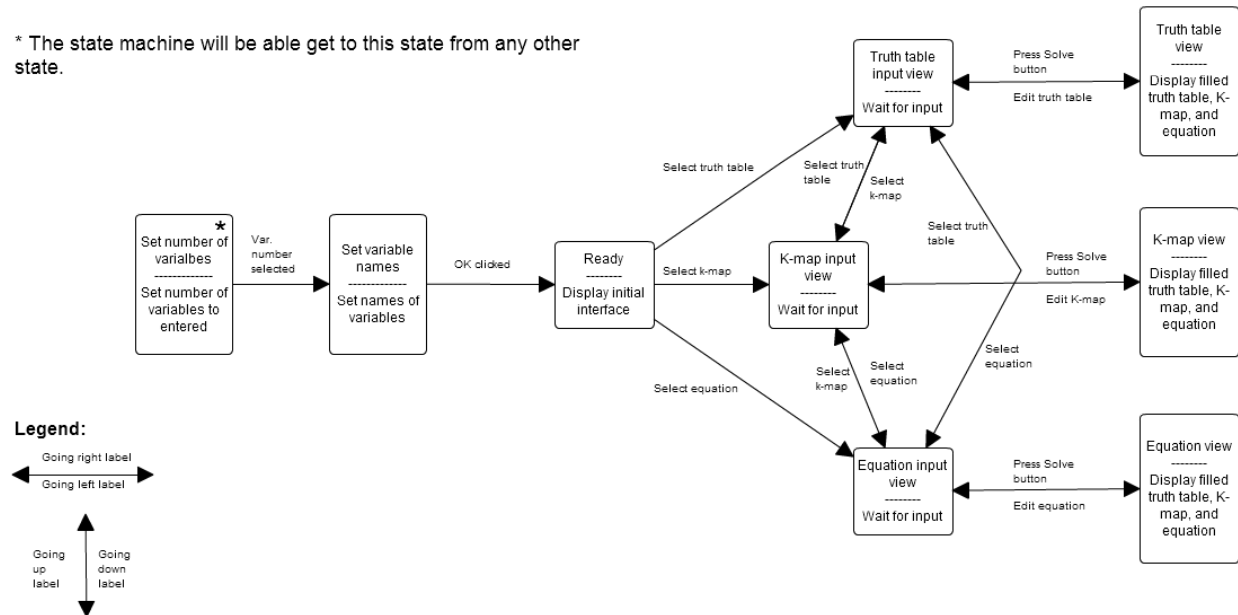 * The state machine will be able get to this state from any other
state.
Truth table
input view
--------
Wait for input
Press Solve
button
Edit truth table
Truth table
view
--------
Display filled
truth table, K-
map, and
equation
Select truth table
Select truth
table
Select
k-map
Select truth
table
*
Set number of
varialbes
-------------
Set number of
variables to
entered
Var.
number
selected
Set variable
names
-------------
Set names of
variables
OK clicked
Ready
--------
Display initial
interface
Select k-map
K-map input
view
--------
Wait for input
Press Solve
button
Edit K-map
K-map view
--------
Display filled
truth table, K-
map, and
equation
Select equation
Select
k-map
Select
equation
Select
equation
Equation input
view
--------
Wait for input
Press Solve
button
Edit equation
Equation view
--------
Display filled
truth table, K-
map, and
equation
Legend:
Going right label
Going left label
Going
up
label
Going
down
label